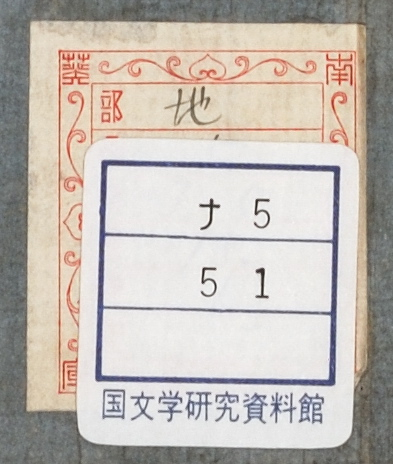 南葵
部 地
ナ 5
5 1
国文学研究資料館